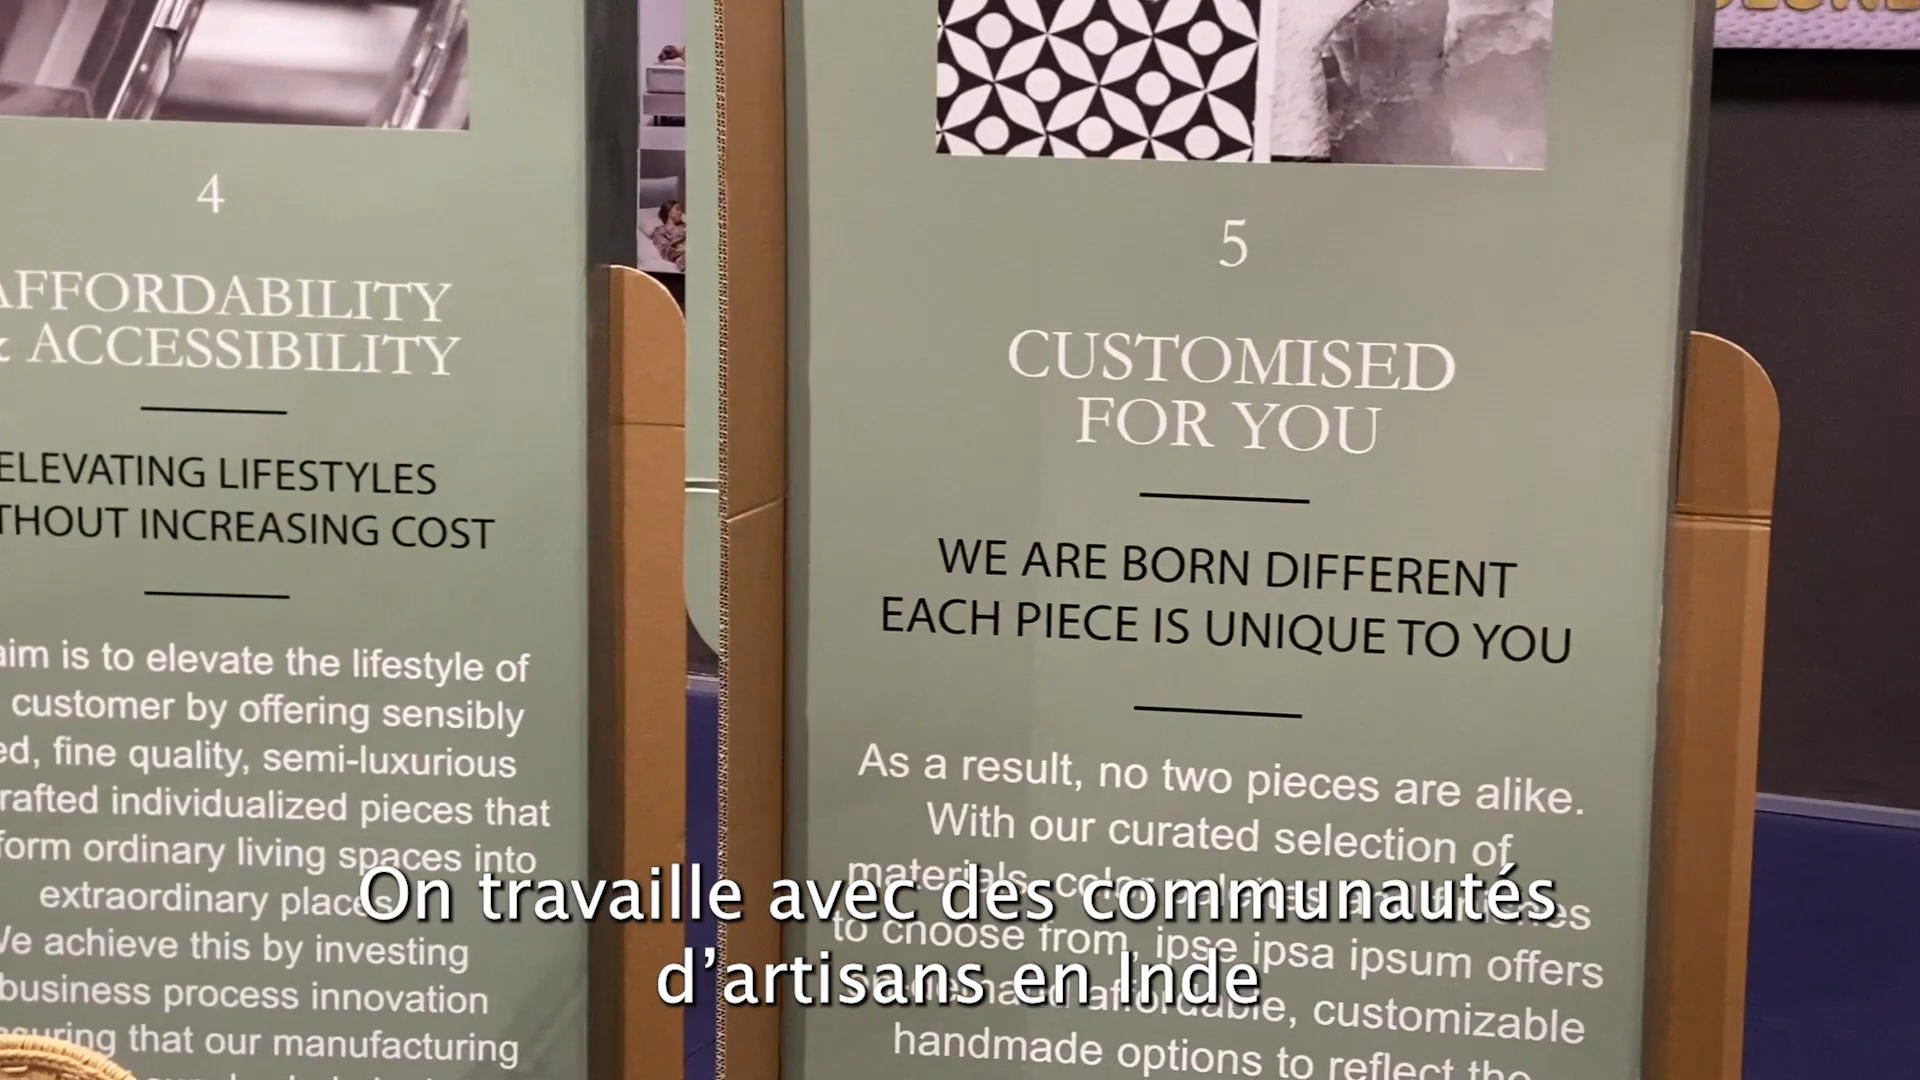 4
AFFORDABILITY
& ACCESSIBILITY
ELEVATING LIFESTYLES
THOUT INCREASING COST
aim is to elevate the lifestyle of
customer by offering sensibly
ed, fine quality, semi-luxurious
rafted individualized pieces that
form ordinary living spaces into
extraordinary places
We achieve this by investing
business process innovation
suring that our manufacturing
5
CUSTOMISED
FOR YOU
WE ARE BORN DIFFERENT
EACH PIECE IS UNIQUE TO YOU
As a result, no two pieces are alike.
With our curated selection of
materials, color palettes
to choose from, ipse ipsa ipsum offers
affordable, customizable
handmade options to reflect the
On travaille avec des communautés
d'artisans en Inde